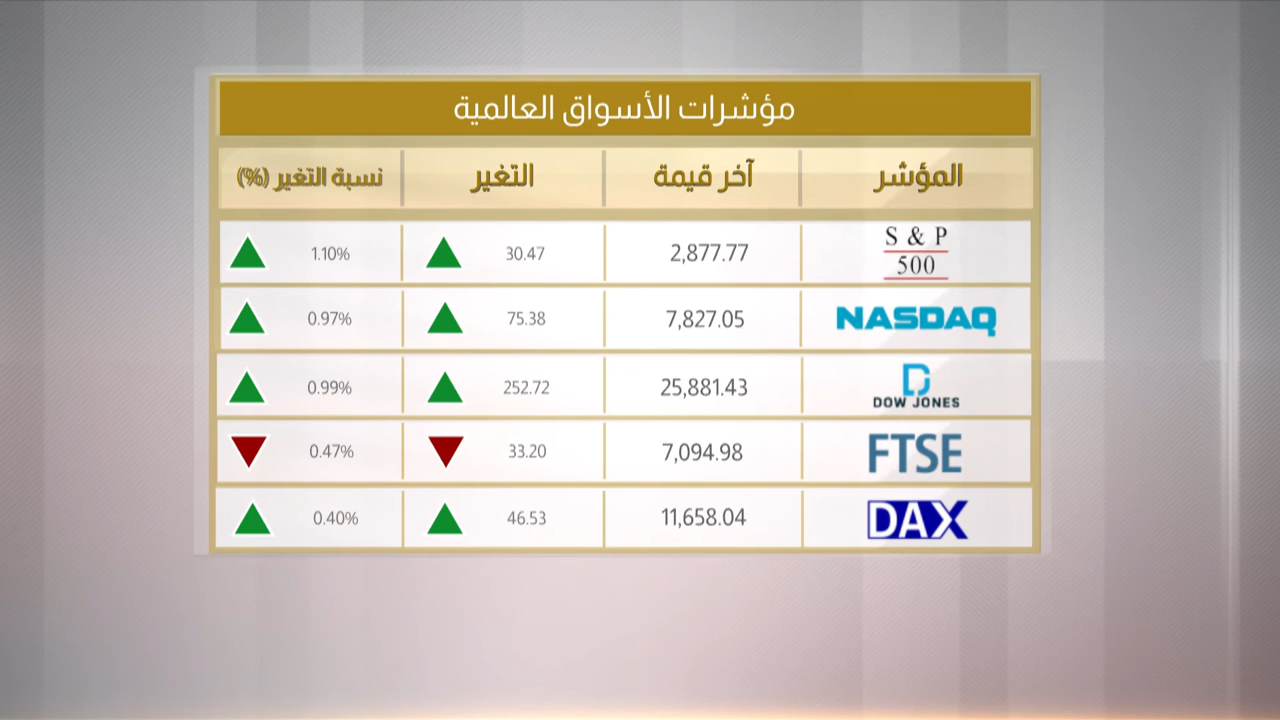 مؤشرات الأسواق العالمية
المؤشر آخر قيمة التغير نسبة التغير (%)
S & P 500 2,877.77 30.47 1.10%
NASDAQ 7,827.05 75.38 0.97%
DOW JONES 25,881.43 252.72 0.99%
FTSE 7,094.98 33.20 0.47%
DAX 11,658.04 46.53 0.40%